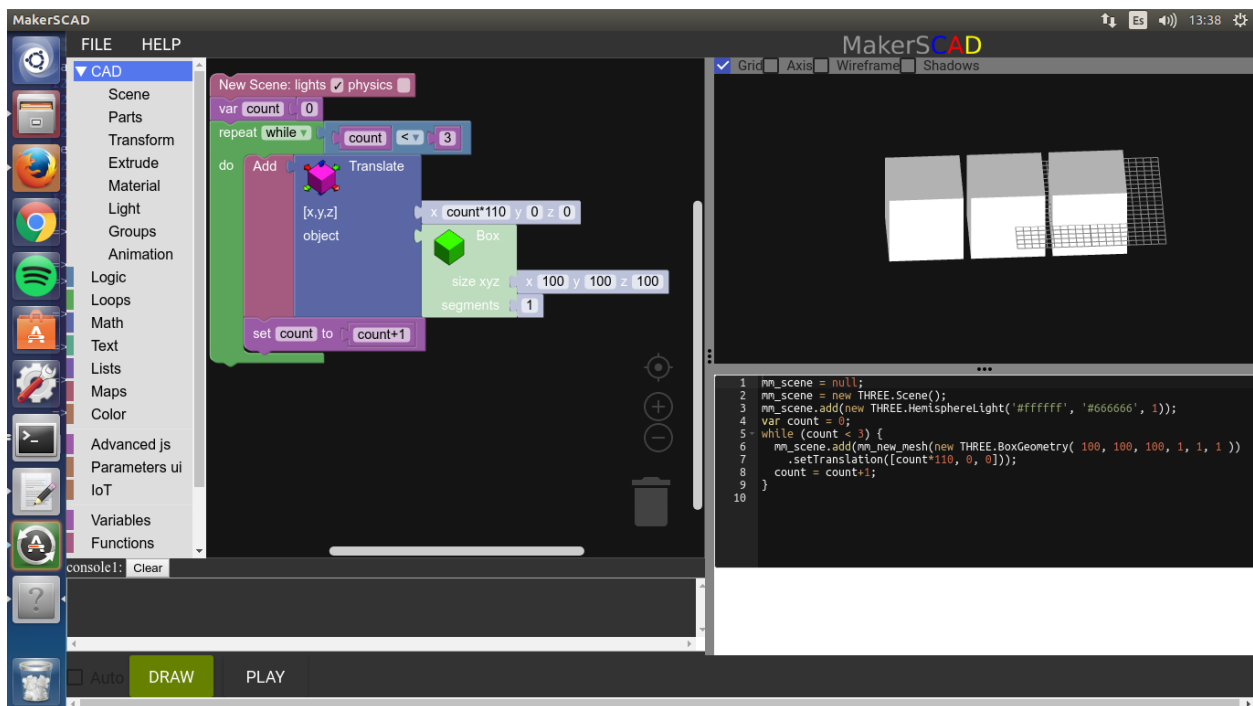 MakerSCAD
Es
13:38
FILE HELP
MakerSCAD
CAD
Scene
Parts
Transform
Extrude
Material
Light
Groups
Animation
Logic
Loops
Math
Text
Lists
Maps
Color
Advanced js
Parameters ui
IoT
Variables
Functions
New Scene: lights physics
var count 0
repeat while count < 3
do Add Translate
[x,y,z] x count*110 y 0 z 0
object Box
size xyz x 100 y 100 z 100
segments 1
set count to count+1
Grid Axis Wireframe Shadows
1 mm_scene = null;
2 mm_scene = new THREE.Scene();
3 mm_scene.add(new THREE.HemisphereLight('#ffffff', '#666666', 1));
4 var count = 0;
5 while (count < 3) {
6 mm_scene.add(mm_new_mesh(new THREE.BoxGeometry( 100, 100, 100, 1, 1, 1 ))
7 .setTranslation([count*110, 0, 0]));
8 count = count+1;
9 }
10
console1: Clear
Auto DRAW PLAY